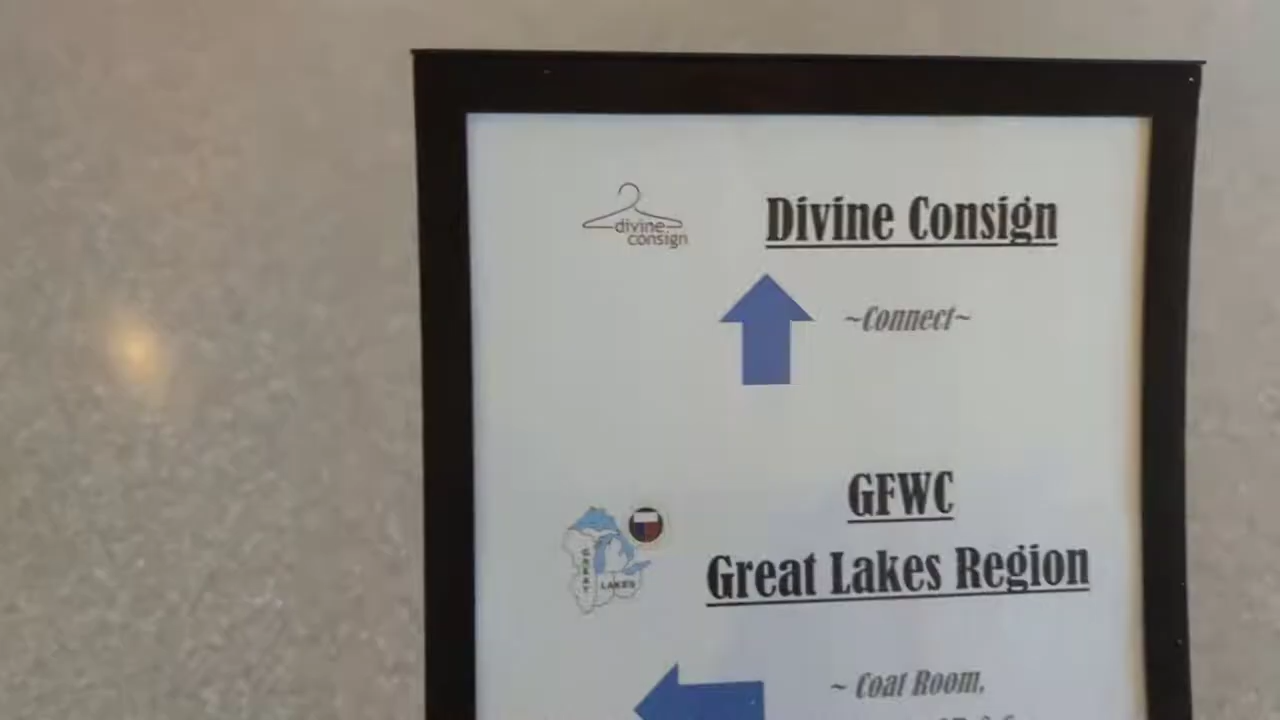 divine
consign
Divine Consign
~Connect~
GFWC
GREAT
LAKES
Great Lakes Region
~ Coat Room,